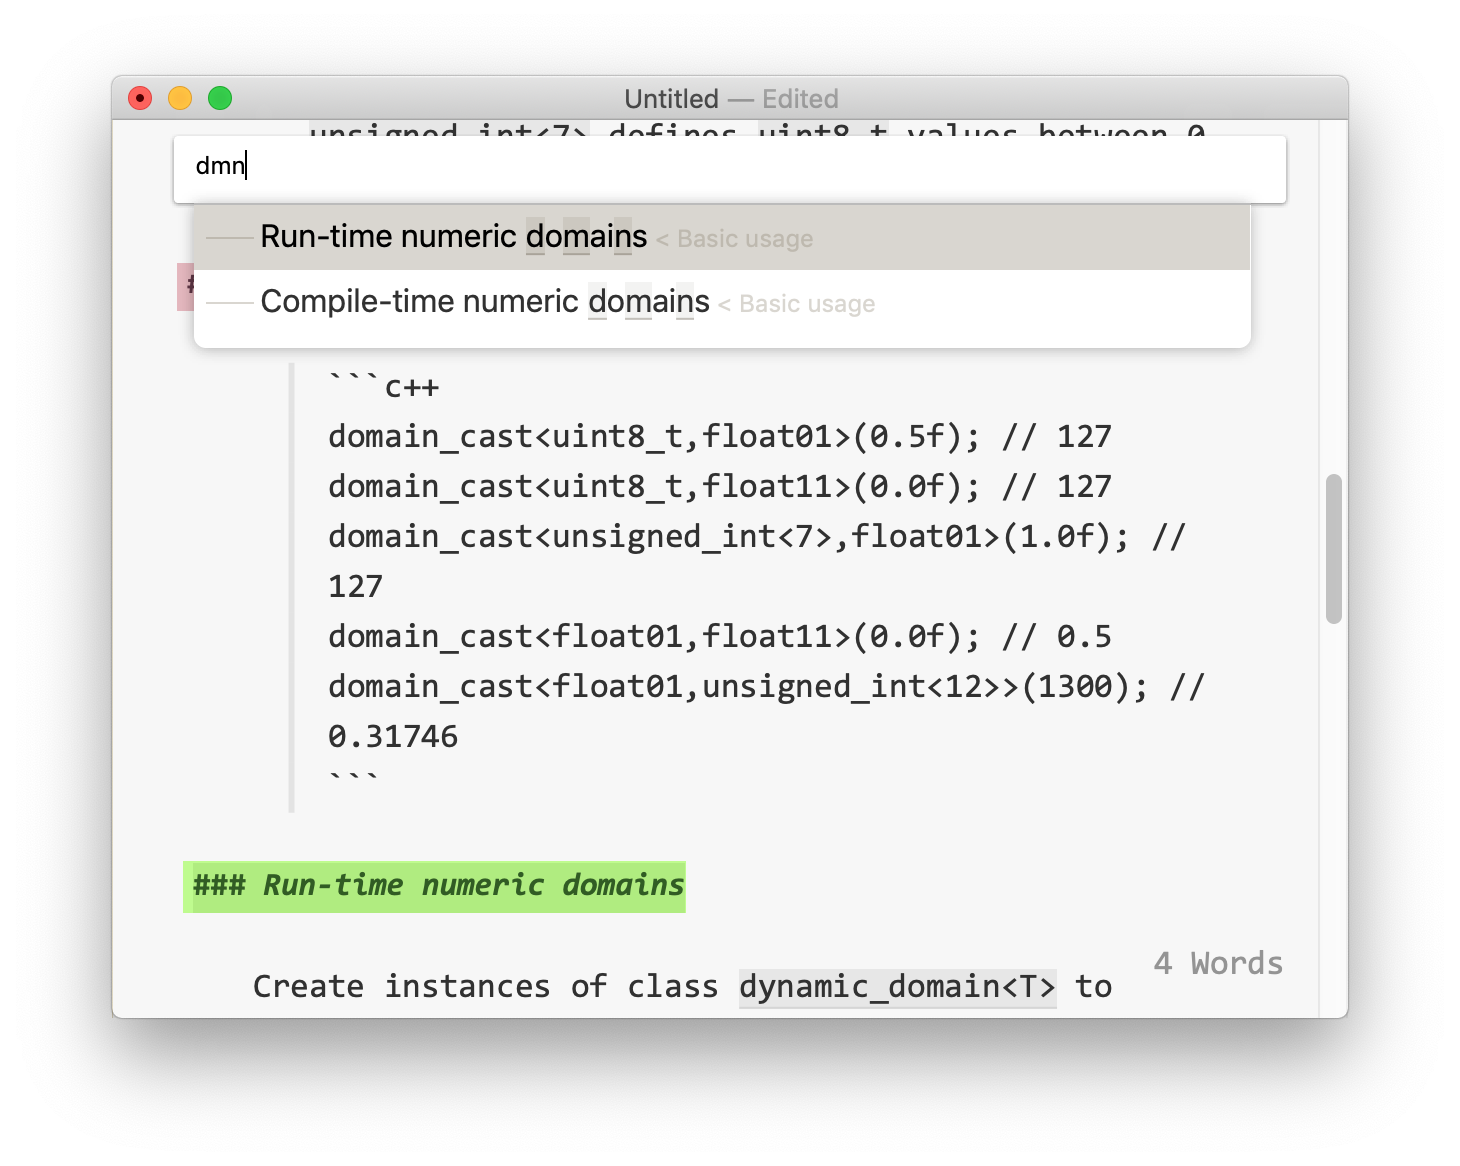 Untitled — Edited
unsigned_int<7> defines uint8_t values between 0
dmn
Run-time numeric domains < Basic usage
Compile-time numeric domains < Basic usage
```c++
domain_cast<uint8_t,float01>(0.5f); // 127
domain_cast<uint8_t,float11>(0.0f); // 127
domain_cast<unsigned_int<7>,float01>(1.0f); //
127
domain_cast<float01,float11>(0.0f); // 0.5
domain_cast<float01,unsigned_int<12>>(1300); //
0.31746
```
### Run-time numeric domains
4 Words
Create instances of class dynamic_domain<T> to